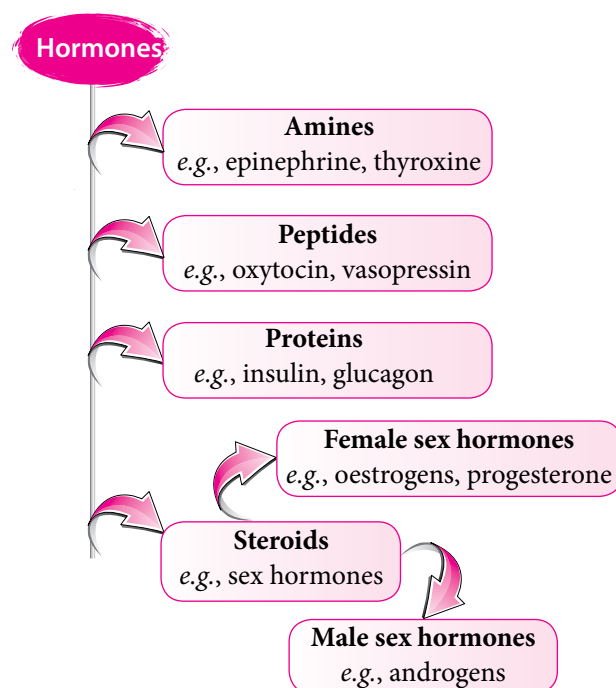 Hormones
Amines
e.g., epinephrine, thyroxine
Peptides
e.g., oxytocin, vasopressin
Proteins
e.g., insulin, glucagon
Female sex hormones
e.g., oestrogens, progesterone
Steroids
e.g., sex hormones
Male sex hormones
e.g., androgens